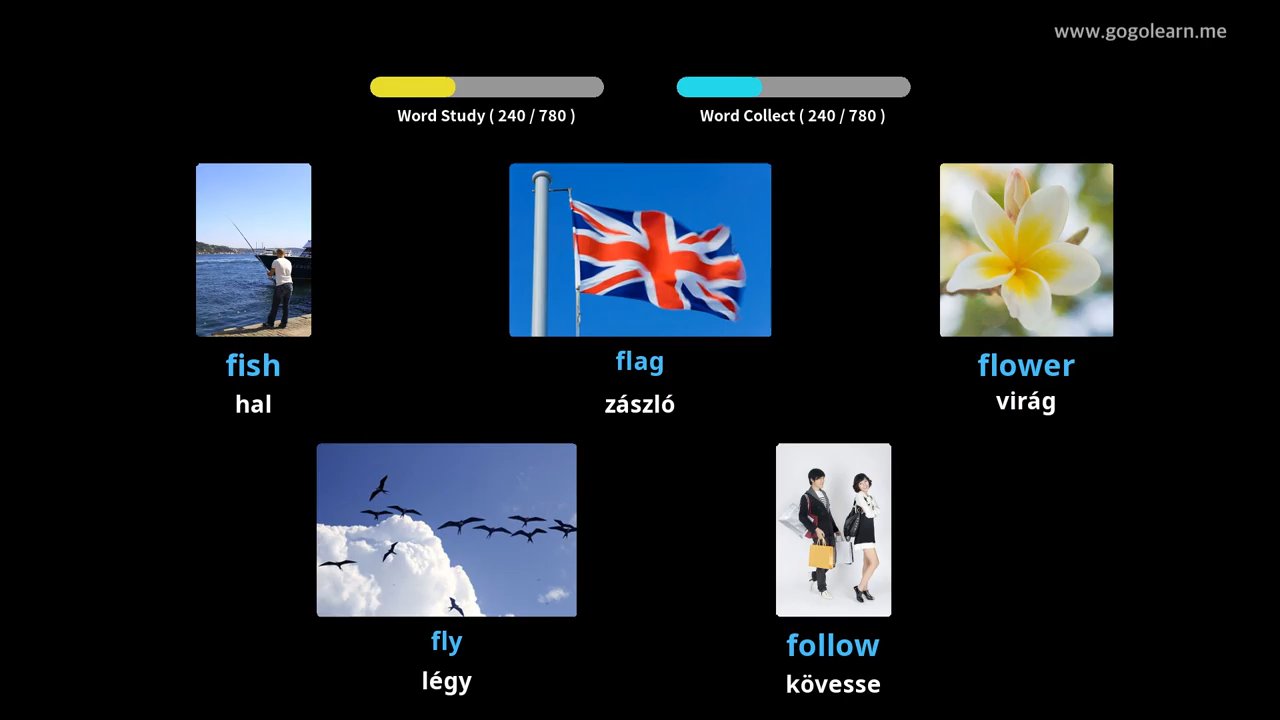 www.gogolearn.me
Word Study ( 240 / 780 )
Word Collect ( 240 / 780 )
fish
hal
flag
zászló
flower
virág
fly
légy
follow
kövesse